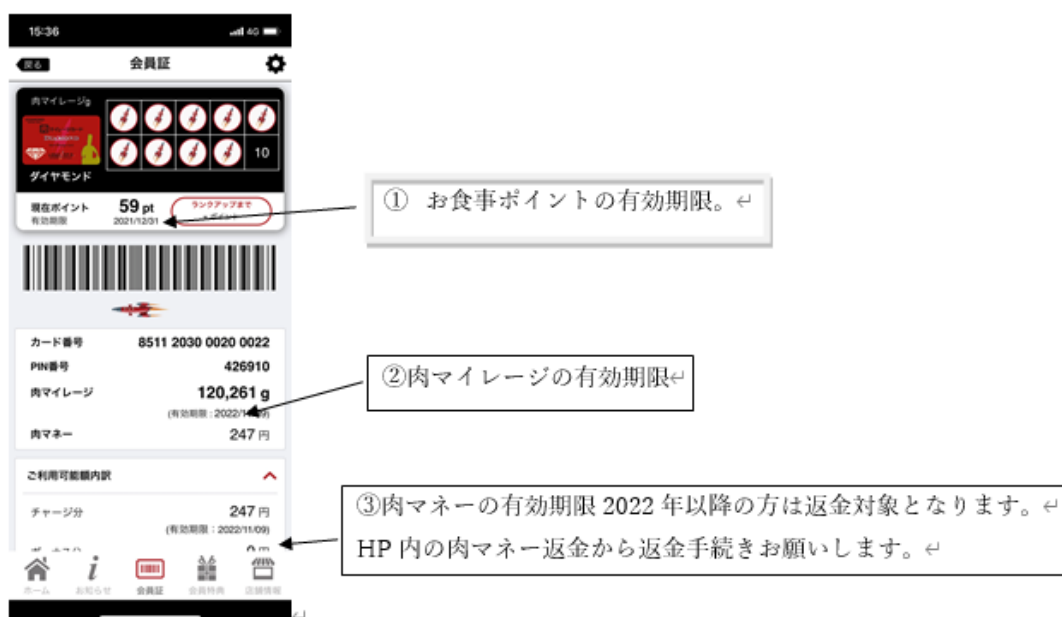 15:36
4G
戻る
会員証
肉マイレージg
10
ダイヤモンド
現在ポイント 59 pt
ランクアップまで
有効期限 2021/12/31
① お食事ポイントの有効期限。↵
カード番号 8511 2030 0020 0022
PIN番号 426910
肉マイレージ 120,261 g
(有効期限 : 2022/
②肉マイレージの有効期限↵
肉マネー 247 円
ご利用可能額内訳
チャージ分 247 円
(有効期限 : 2022/11/09)
③肉マネーの有効期限 2022 年以降の方は返金対象となります。↵
HP 内の肉マネー返金から返金手続きお願いします。↵
ホーム お知らせ 会員証 会員特典 店舗情報
↵